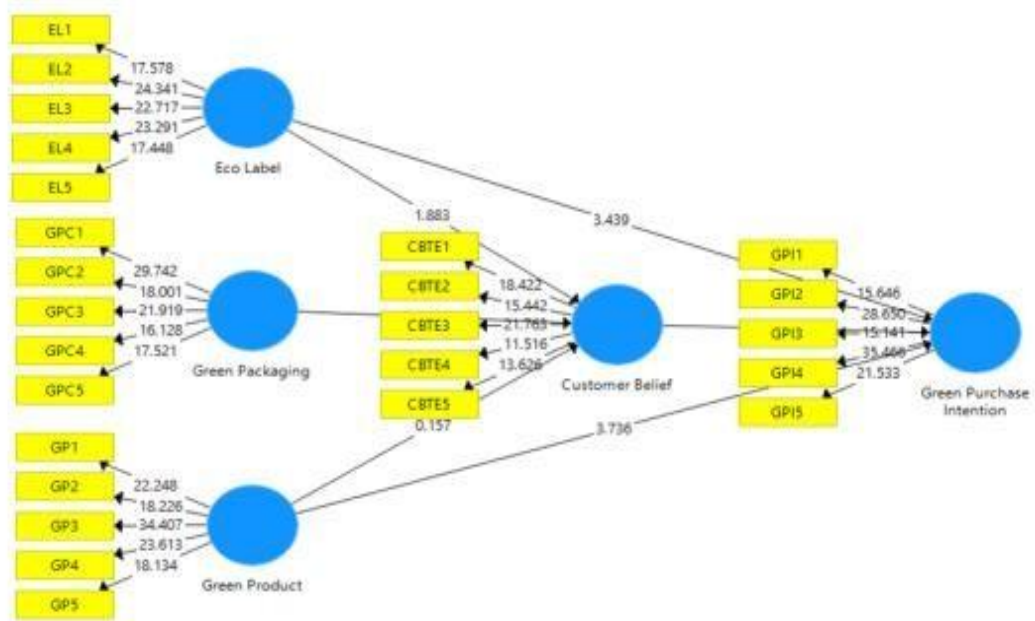 EL1
EL2
EL3
EL4
EL5
17.578
24.341
22.717
23.291
17.448
Eco Label
GPC1
GPC2
GPC3
GPC4
GPC5
29.742
18.001
21.919
16.128
17.521
Green Packaging
GP1
GP2
GP3
GP4
GP5
22.248
18.226
34.407
23.613
18.134
Green Product
1.883
3.439
0.157
3.736
CBTE1
CBTE2
CBTE3
CBTE4
CBTE5
18.422
15.442
21.763
11.516
13.626
Customer Belief
GPI1
GPI2
GPI3
GPI4
GPI5
15.646
28.650
15.141
35.466
21.533
Green Purchase
Intention